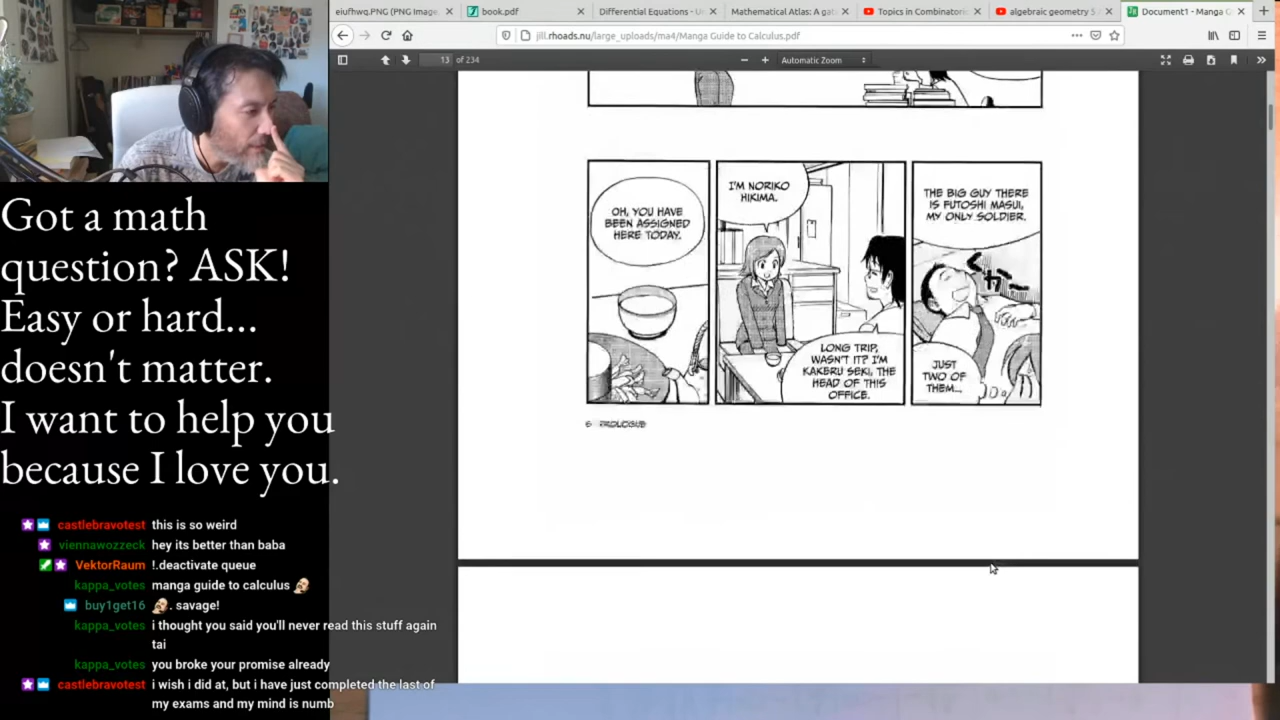 eiufhwq.PNG (PNG Image,
book.pdf
Differential Equations - U
Mathematical Atlas: A gat
Topics in Combinatori
algebraic geometry 5
Document1 - Manga G
jill.rhoads.nu/large_uploads/ma4/Manga Guide to Calculus.pdf
13 of 234
Automatic Zoom
OH, YOU HAVE
BEEN ASSIGNED
HERE TODAY.
I'M NORIKO
HIKIMA.
LONG TRIP,
WASN'T IT? I'M
KAKERU SEKI, THE
HEAD OF THIS
OFFICE.
THE BIG GUY THERE
IS FUTOSHI MASUI,
MY ONLY SOLDIER.
くかー
JUST
TWO OF
THEM...
6 PROLOGUE
Got a math
question? ASK!
Easy or hard...
doesn't matter.
I want to help you
because I love you.
castlebravotest this is so weird
viennawozzeck hey its better than baba
VektorRaum !.deactivate queue
kappa_votes manga guide to calculus
buy1get16 . savage!
kappa_votes i thought you said you'll never read this stuff again
tai
kappa_votes you broke your promise already
castlebravotest i wish i did at, but i have just completed the last of
my exams and my mind is numb